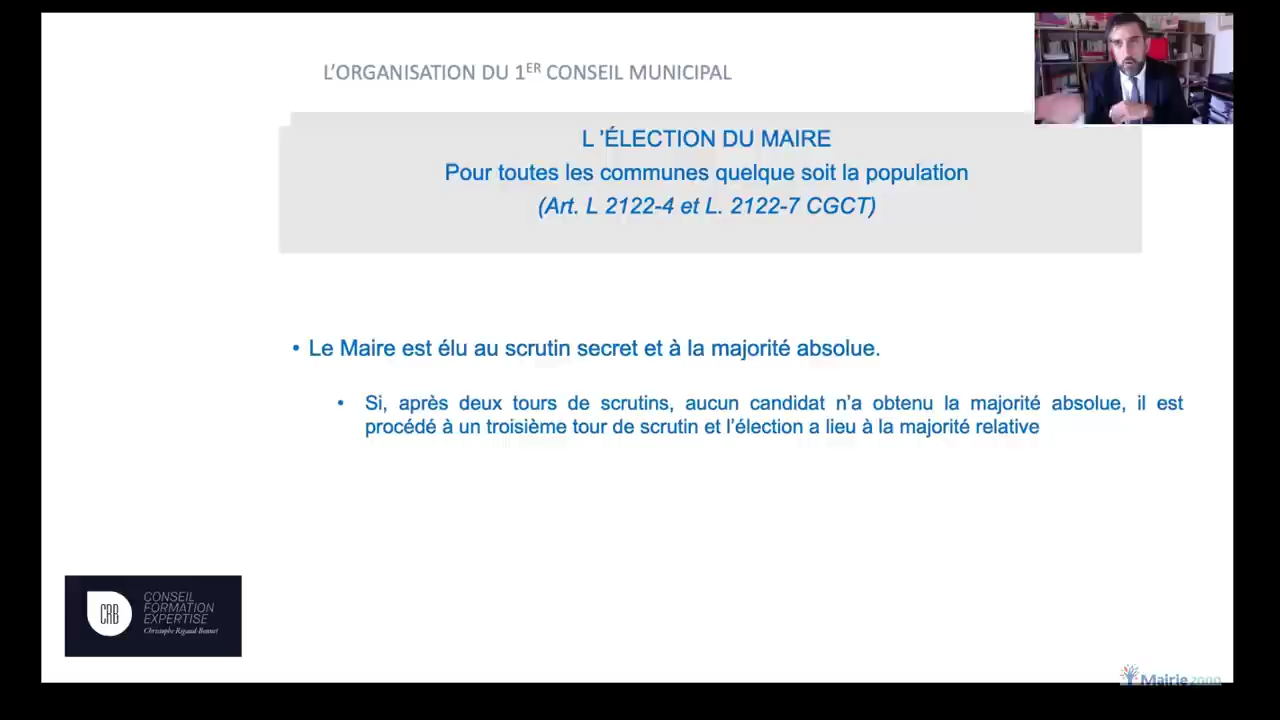 L'ORGANISATION DU 1ER CONSEIL MUNICIPAL
L 'ÉLECTION DU MAIRE
Pour toutes les communes quelque soit la population
(Art. L 2122-4 et L. 2122-7 CGCT)
• Le Maire est élu au scrutin secret et à la majorité absolue.
• Si, après deux tours de scrutins, aucun candidat n'a obtenu la majorité absolue, il est
procédé à un troisième tour de scrutin et l'élection a lieu à la majorité relative
CRB
CONSEIL
FORMATION
EXPERTISE
Christophe Rigaud-Bonnet
Mairie2000